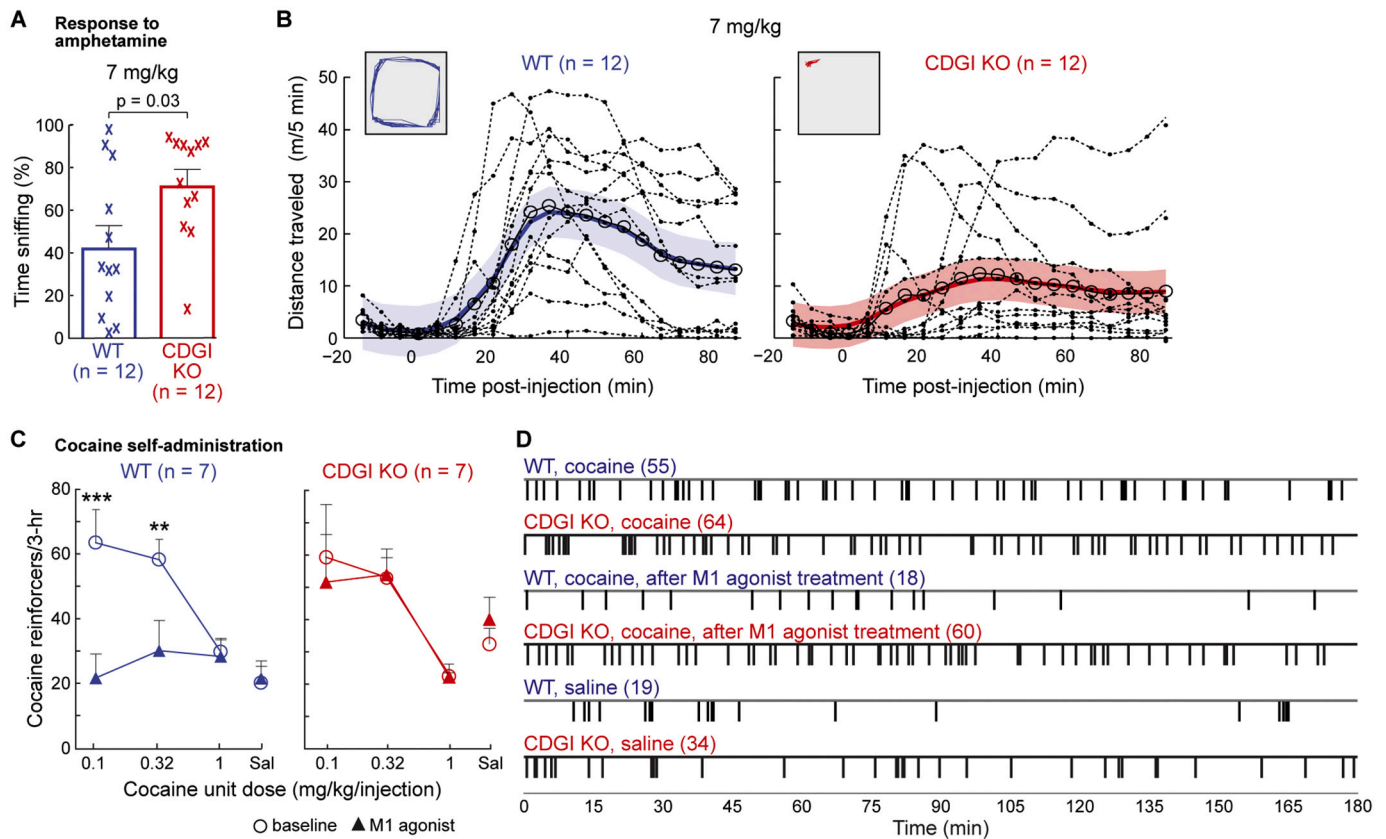 A Response to
amphetamine
7 mg/kg
p = 0.03
Time sniffing (%)
100
80
60
40
20
0
WT
(n = 12)
CDGI
KO
(n = 12)
B
7 mg/kg
WT (n = 12)
CDGI KO (n = 12)
Distance traveled (m/5 min)
50
40
30
20
10
0
−20 0 20 40 60 80
Time post-injection (min)
−20 0 20 40 60 80
Time post-injection (min)
C Cocaine self-administration
WT (n = 7)
CDGI KO (n = 7)
Cocaine reinforcers/3-hr
80
60
40
20
0
***
**
0.1 0.32 1 Sal
0.1 0.32 1 Sal
Cocaine unit dose (mg/kg/injection)
baseline M1 agonist
D
WT, cocaine (55)
CDGI KO, cocaine (64)
WT, cocaine, after M1 agonist treatment (18)
CDGI KO, cocaine, after M1 agonist treatment (60)
WT, saline (19)
CDGI KO, saline (34)
0 15 30 45 60 75 90 105 120 135 150 165 180
Time (min)